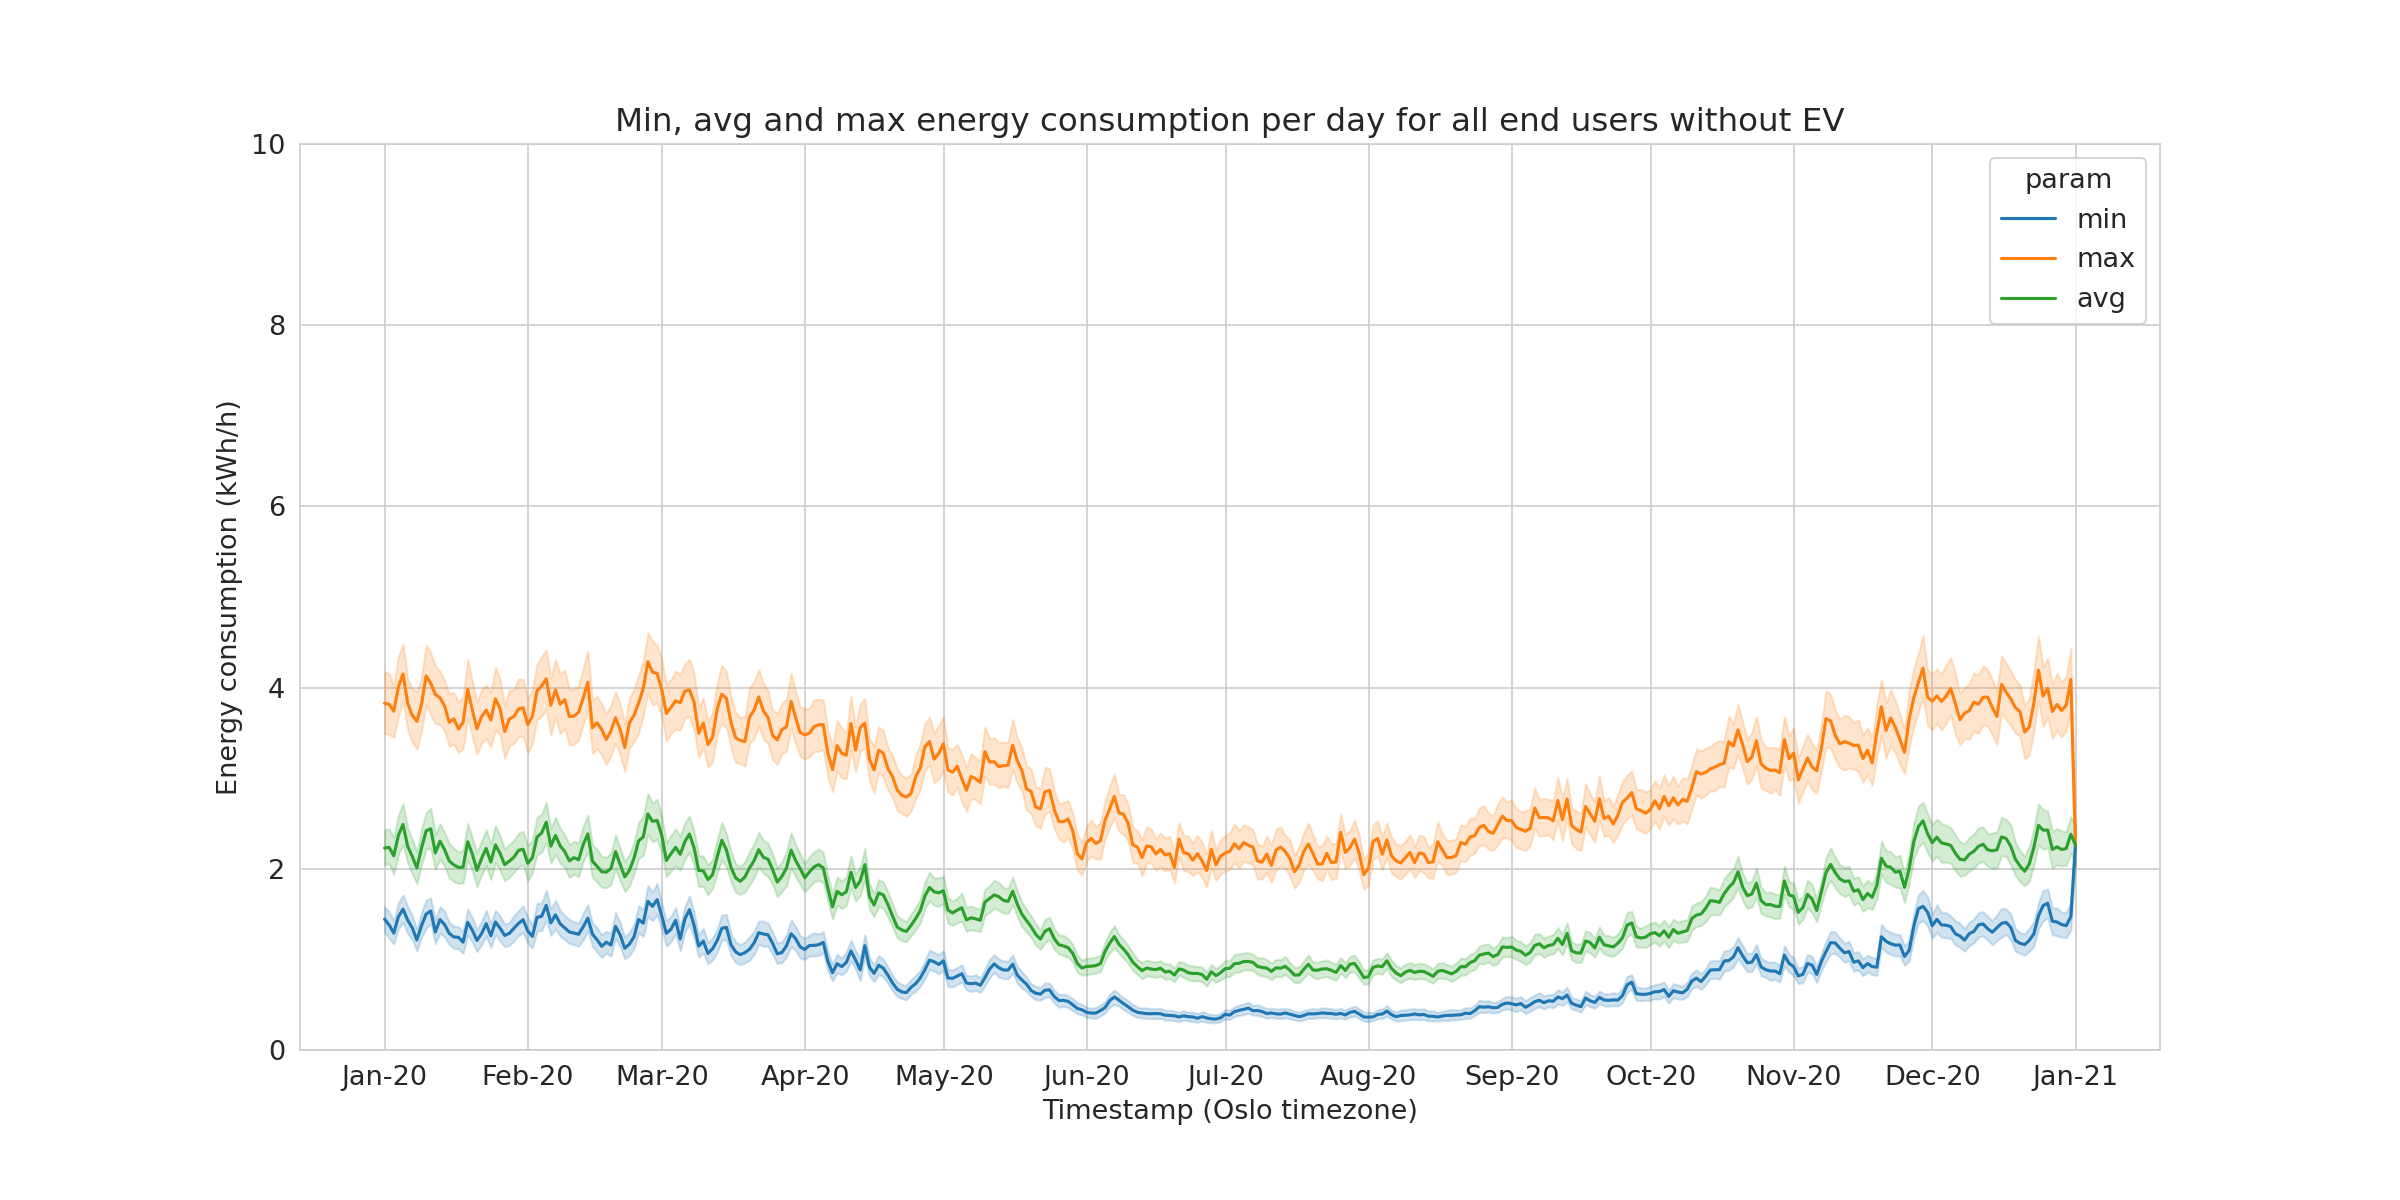 Min, avg and max energy consumption per day for all end users without EV
10
8
6
4
2
0
Energy consumption (kWh/h)
param
min
max
avg
Jan-20 Feb-20 Mar-20 Apr-20 May-20 Jun-20 Jul-20 Aug-20 Sep-20 Oct-20 Nov-20 Dec-20 Jan-21
Timestamp (Oslo timezone)